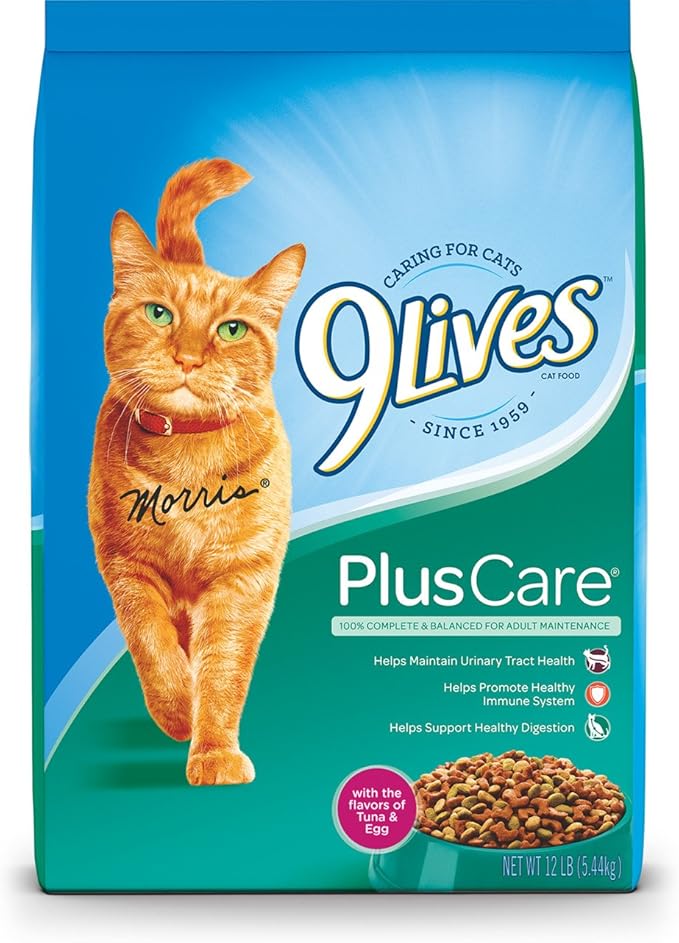 CARING FOR CATS
9Lives™
CAT FOOD
- SINCE 1959 -
Morris®
PlusCare®
100% COMPLETE & BALANCED FOR ADULT MAINTENANCE
Helps Maintain Urinary Tract Health
Helps Promote Healthy
Immune System
Helps Support Healthy Digestion
with the
flavors of
Tuna &
Egg
NET WT 12 LB (5.44kg)